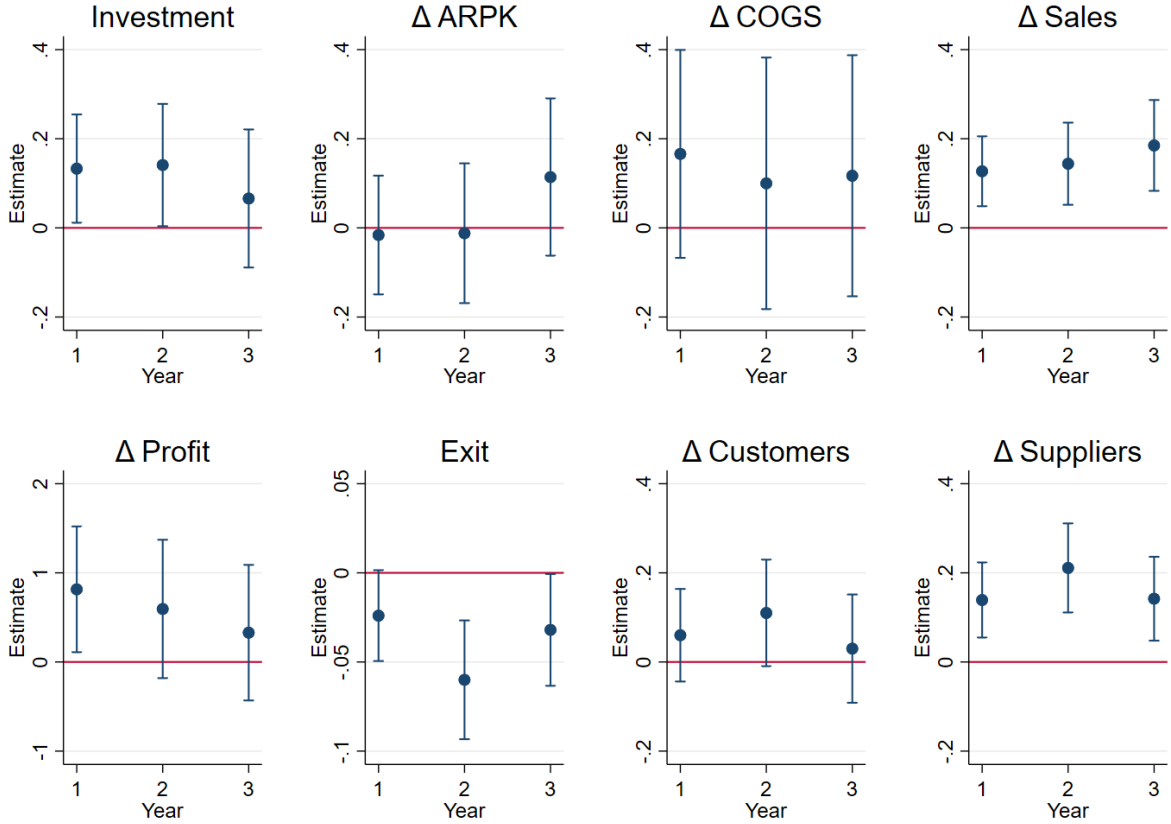 Investment
Estimate
.4
.2
0
-.2
1 2 3
Year
Δ ARPK
Estimate
.4
.2
0
-.2
1 2 3
Year
Δ COGS
Estimate
.4
.2
0
-.2
1 2 3
Year
Δ Sales
Estimate
.4
.2
0
-.2
1 2 3
Year
Δ Profit
Estimate
2
1
0
-1
1 2 3
Year
Exit
Estimate
.05
0
-.05
-.1
1 2 3
Year
Δ Customers
Estimate
.4
.2
0
-.2
1 2 3
Year
Δ Suppliers
Estimate
.4
.2
0
-.2
1 2 3
Year